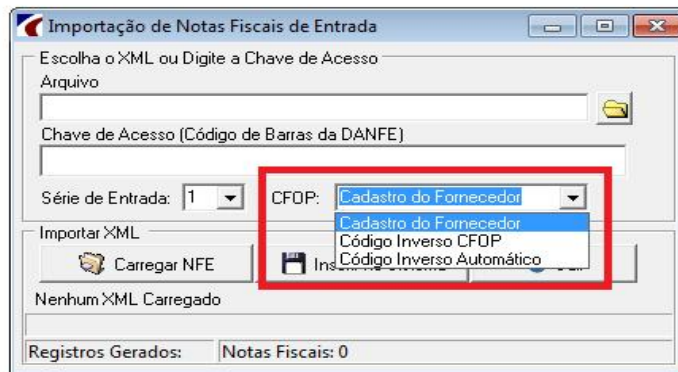 Importação de Notas Fiscais de Entrada
Escolha o XML ou Digite a Chave de Acesso
Arquivo
Chave de Acesso (Código de Barras da DANFE)
Série de Entrada: 1 CFOP: Cadastro do Fornecedor
Cadastro do Fornecedor
Código Inverso CFOP
Código Inverso Automático
Importar XML
Carregar NFE
Nenhum XML Carregado
Registros Gerados: Notas Fiscais: 0